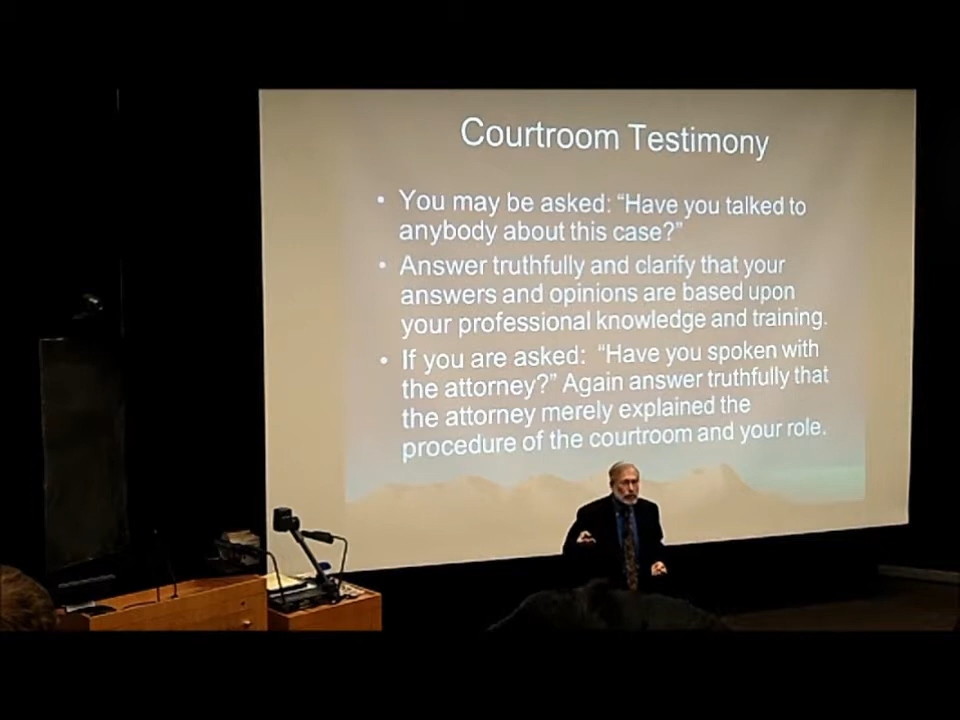 Courtroom Testimony
• You may be asked: “Have you talked to
anybody about this case?”
• Answer truthfully and clarify that your
answers and opinions are based upon
your professional knowledge and training.
• If you are asked: “Have you spoken with
the attorney?” Again answer truthfully that
the attorney merely explained the
procedure of the courtroom and your role.